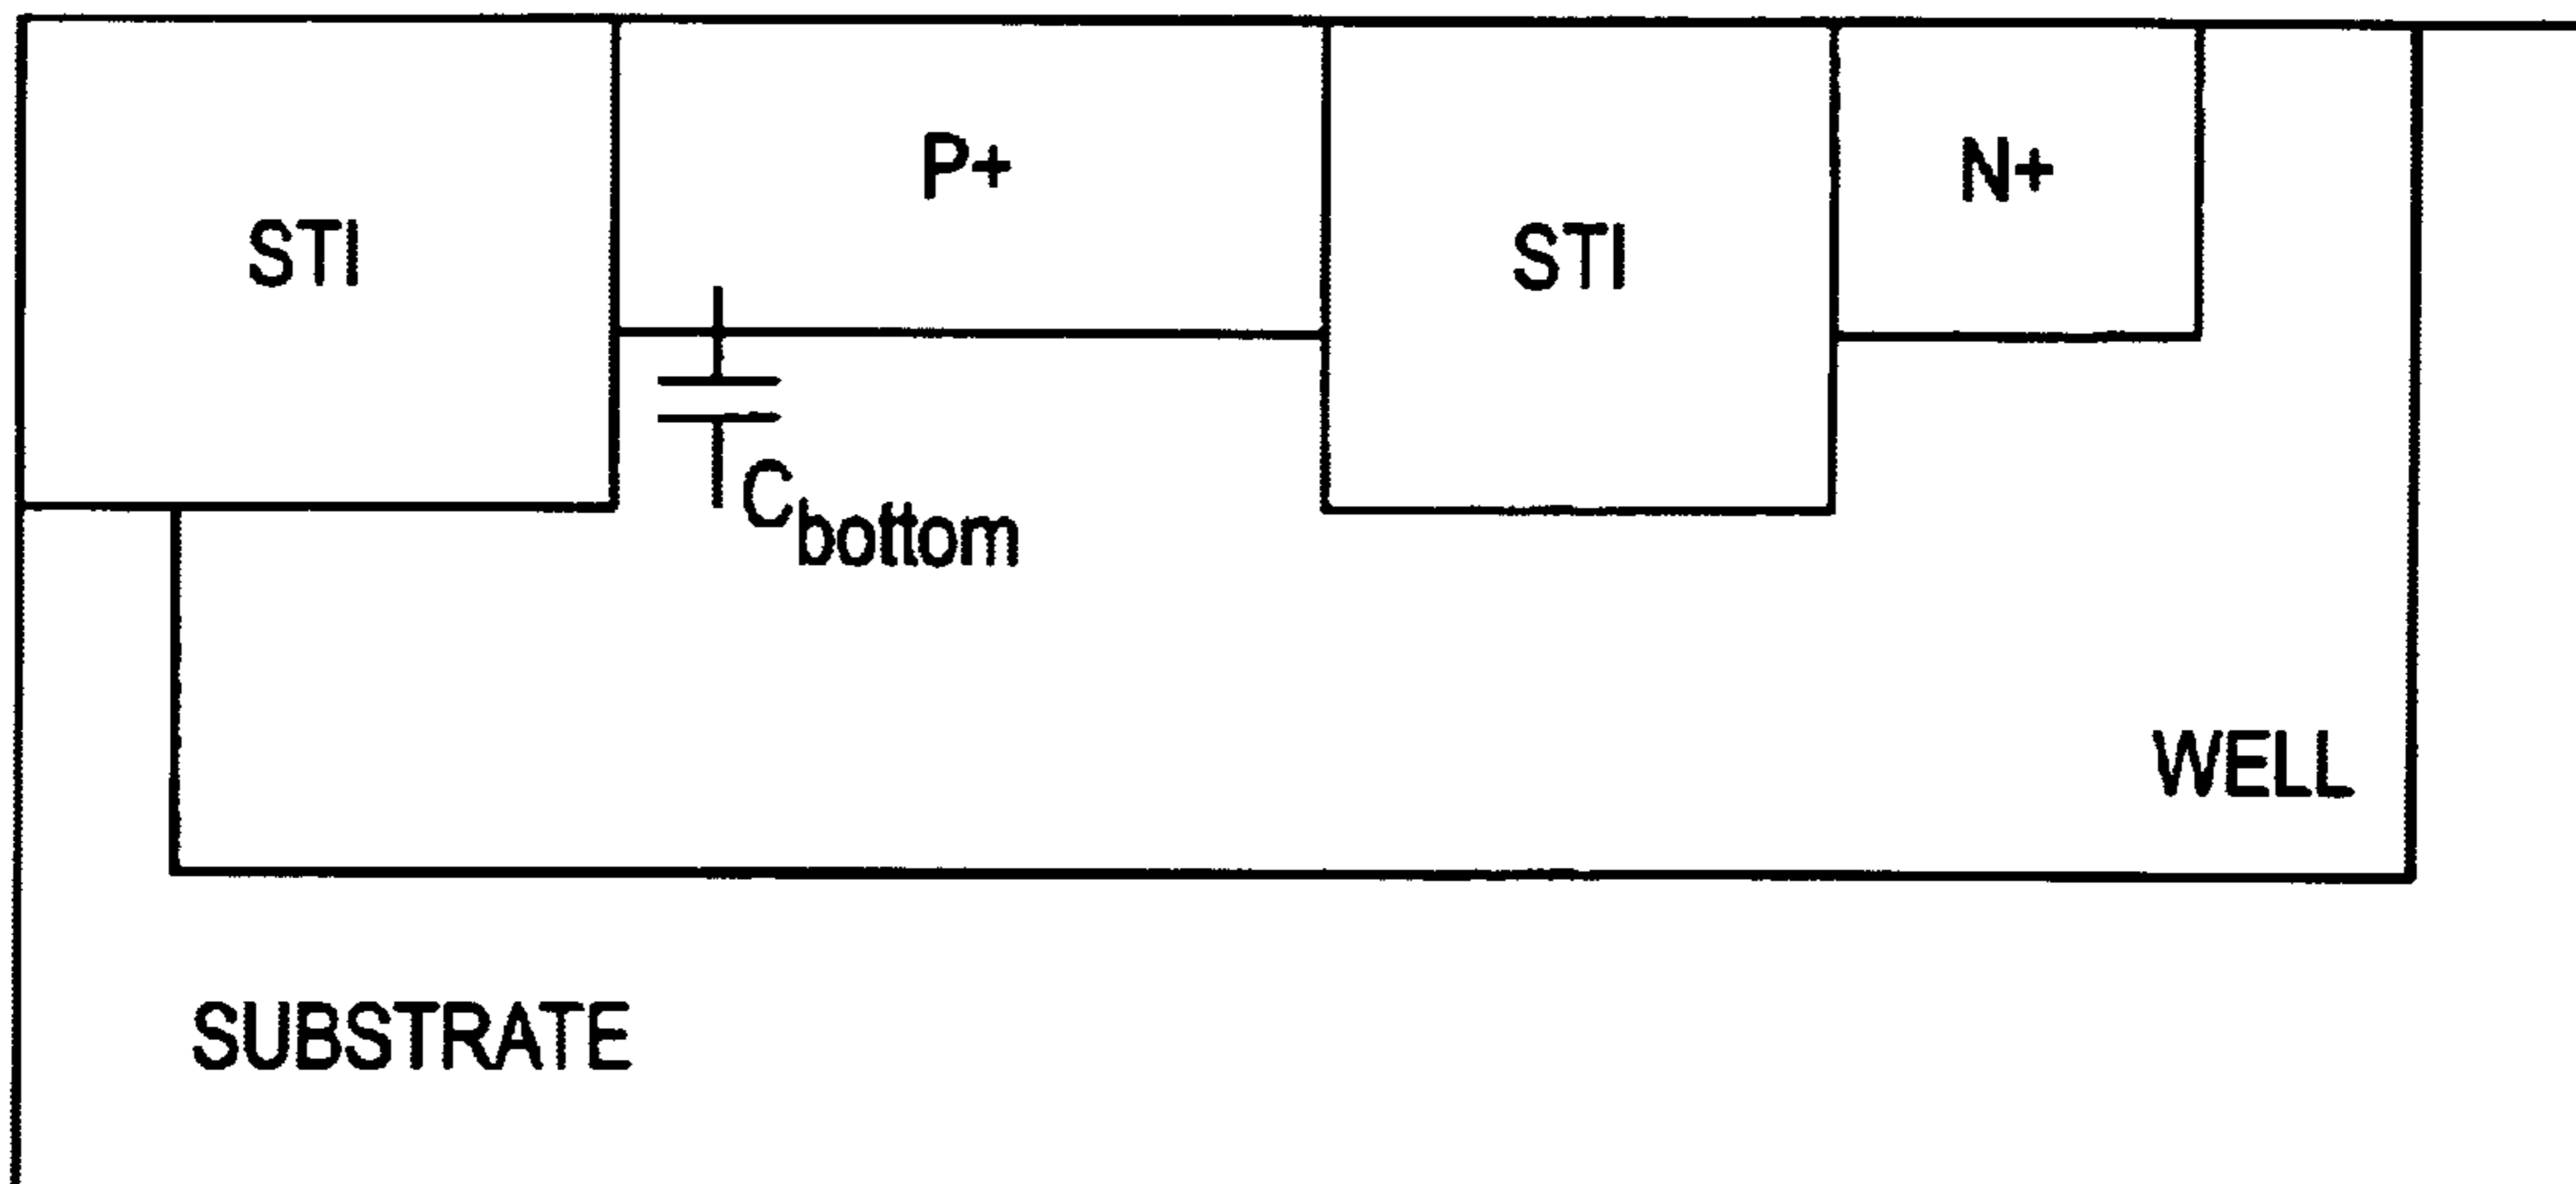 P+
N+
STI
STI
Cbottom
WELL
SUBSTRATE